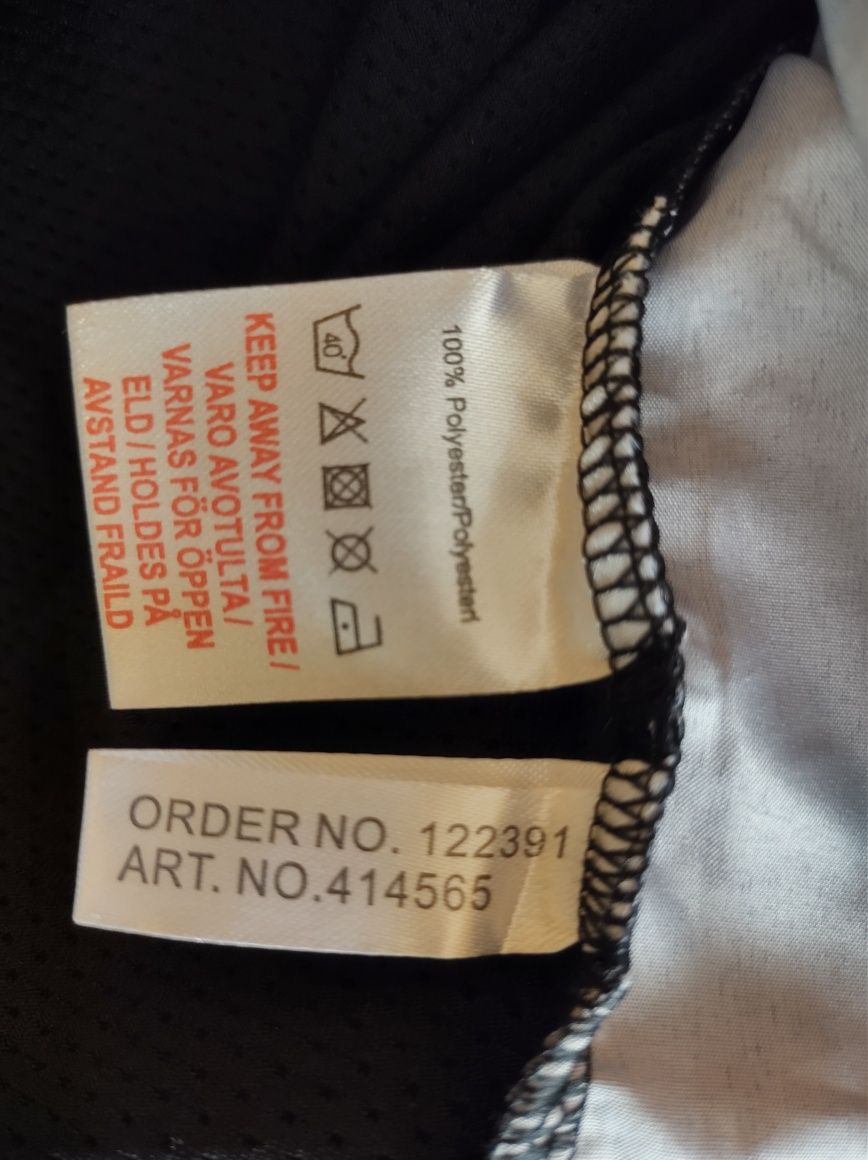 100% Polyester/Polyesteri
40°
KEEP AWAY FROM FIRE /
VARO AVOTULTA /
VARNAS FÖR ÖPPEN
ELD / HOLDES PÅ
AVSTAND FRAILD
ORDER NO. 122391
ART. NO.414565